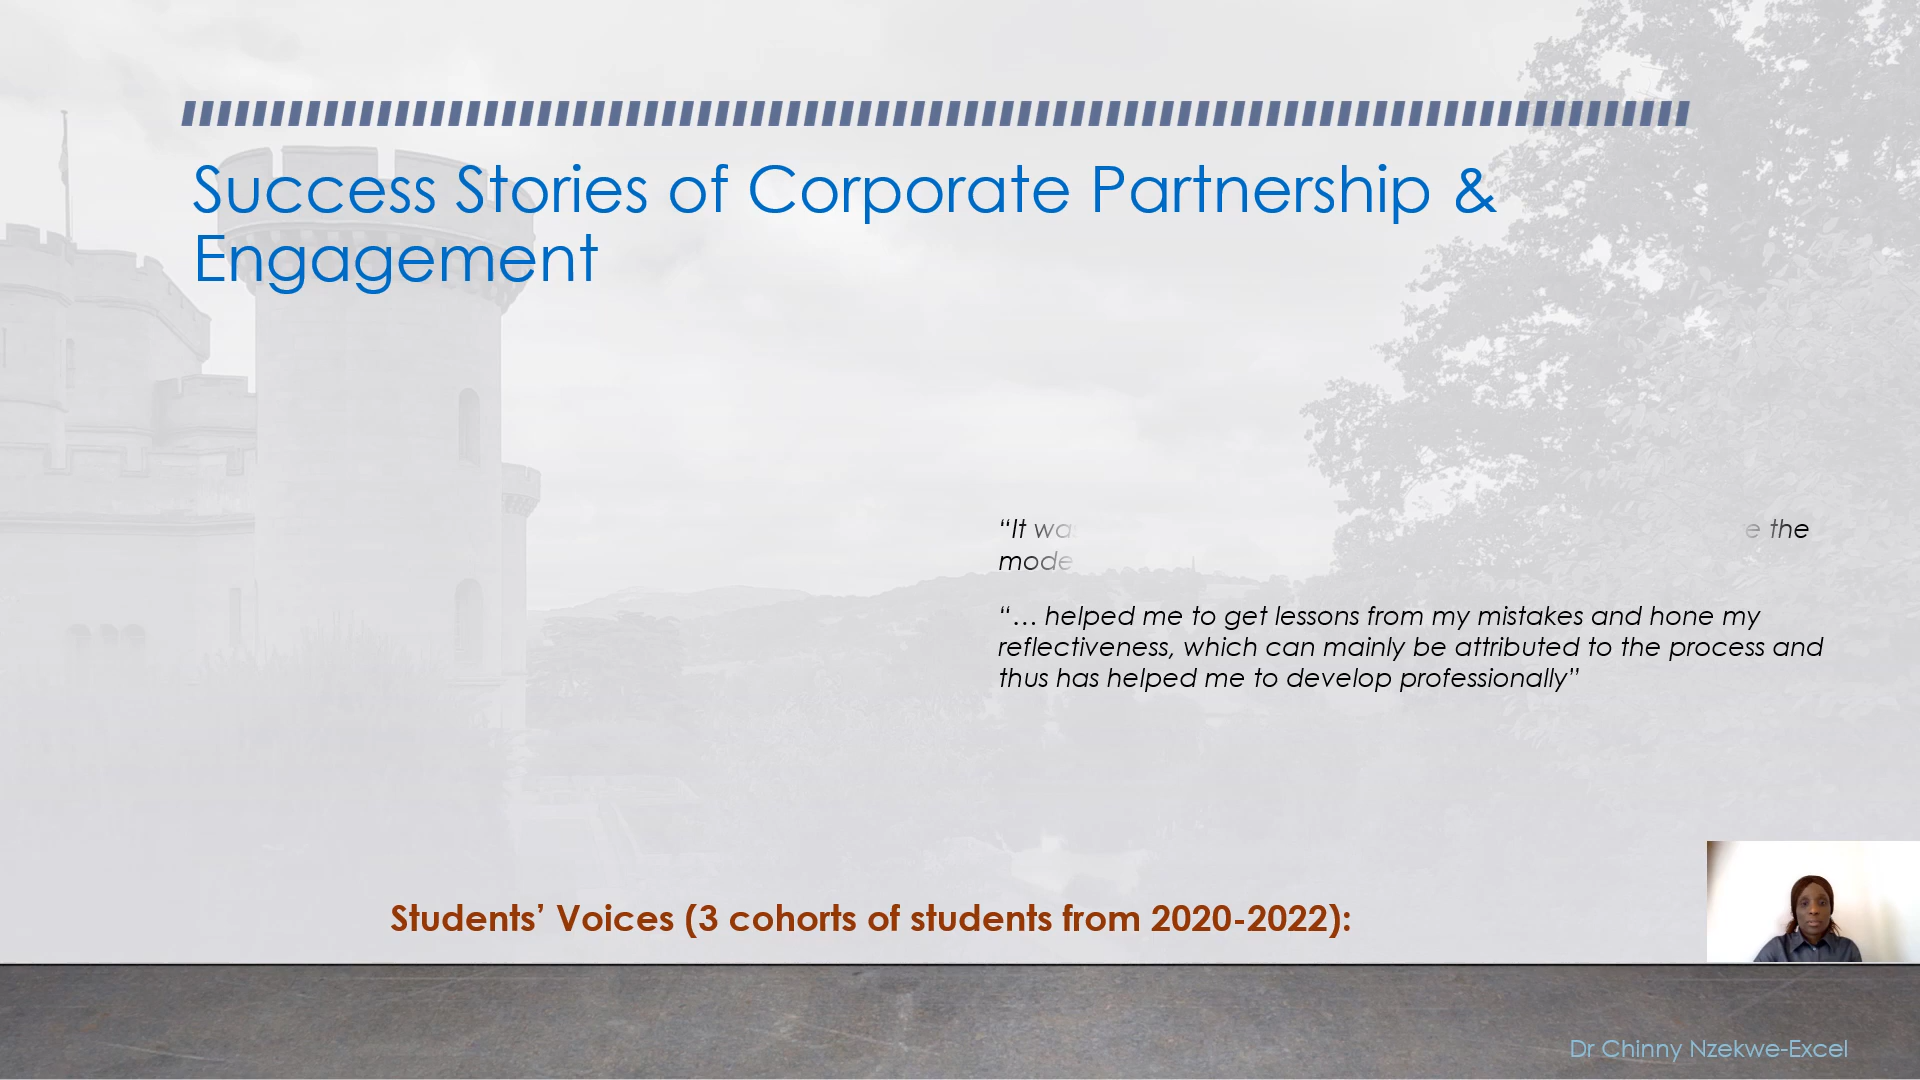 Success Stories of Corporate Partnership &
Engagement
“It
the
“… helped me to get lessons from my mistakes and hone my
reflectiveness, which can mainly be attributed to the process and
thus has helped me to develop professionally”
Students’ Voices (3 cohorts of students from 2020-2022):
Dr Chinny Nzekwe-Excel